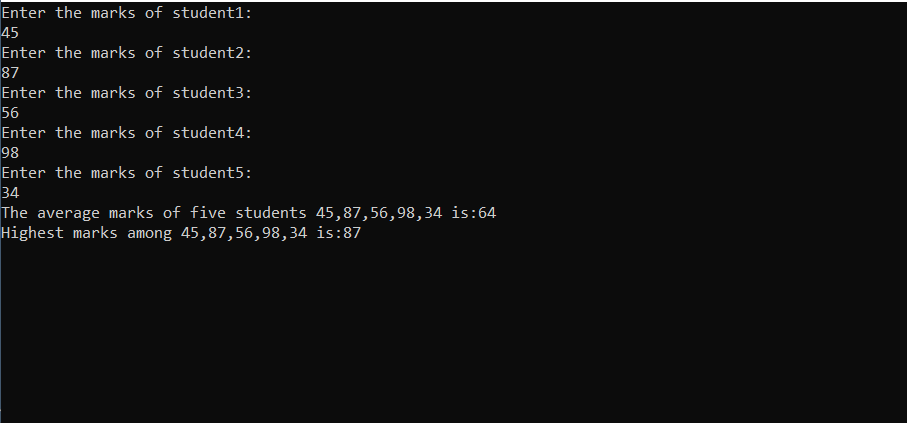 Enter the marks of student1:
45
Enter the marks of student2:
87
Enter the marks of student3:
56
Enter the marks of student4:
98
Enter the marks of student5:
34
The average marks of five students 45,87,56,98,34 is:64
Highest marks among 45,87,56,98,34 is:87